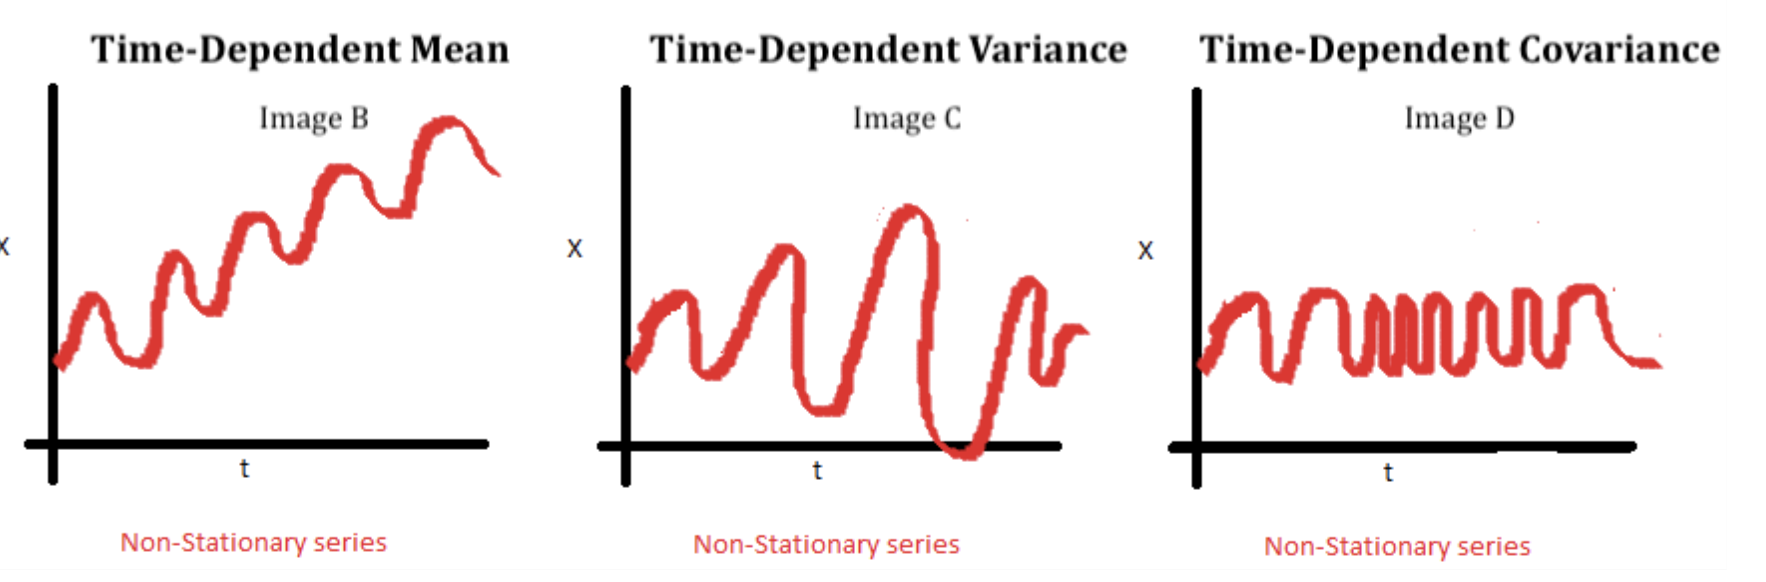 Time-Dependent Mean
Image B
x
t
Non-Stationary series
Time-Dependent Variance
Image C
x
t
Non-Stationary series
Time-Dependent Covariance
Image D
x
t
Non-Stationary series